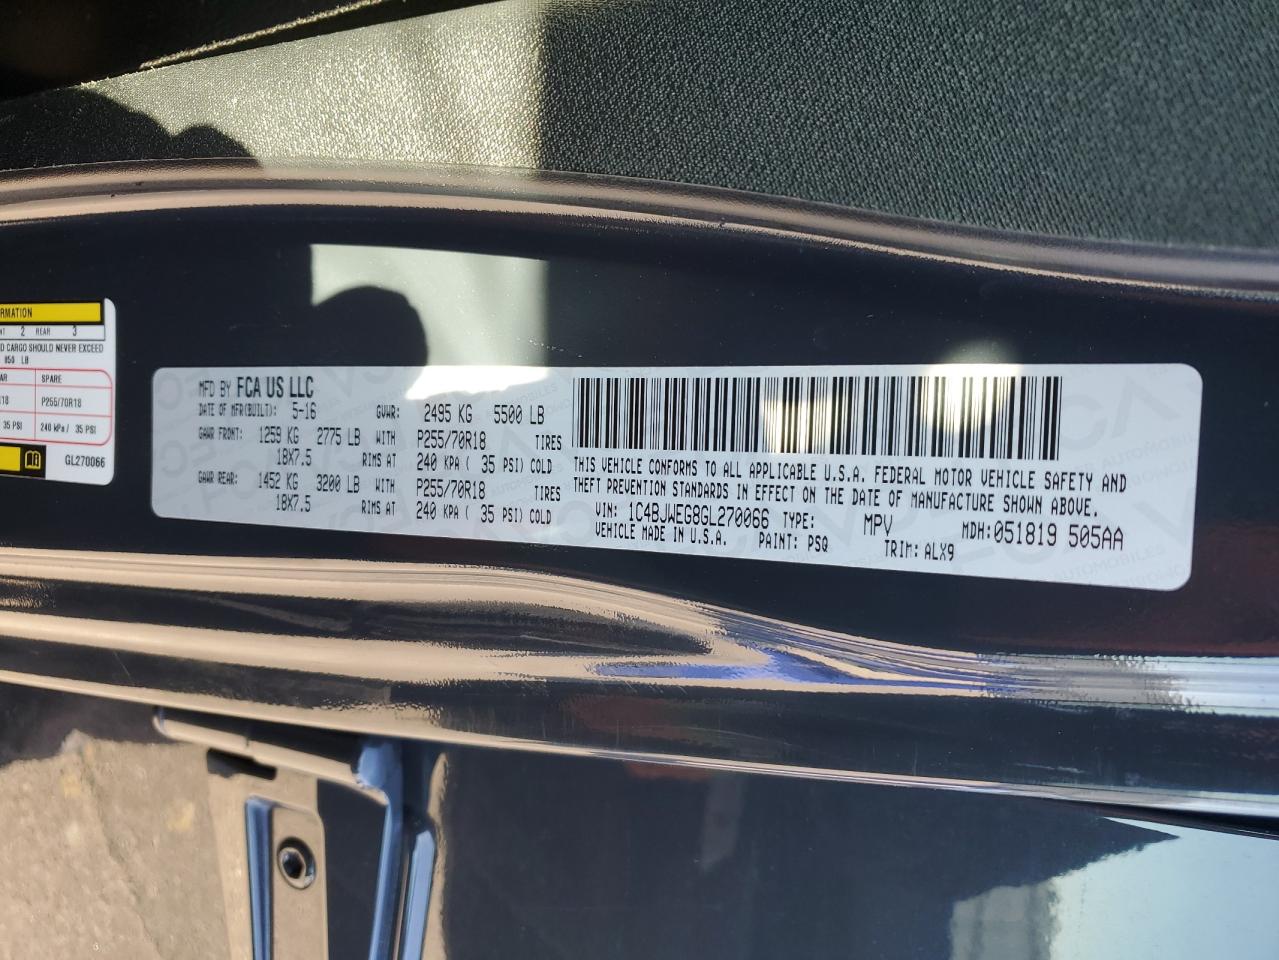 RMATION
NT 2 REAR 3
D CARGO SHOULD NEVER EXCEED
850 LB
AR SPARE
R18 P255/70R18
35 PSI 240 kPa / 35 PSI
GL270066
MFD BY FCA US LLC
DATE OF MFR(BUILT): 5-16 GVWR: 2495 KG 5500 LB
GAWR FRONT: 1259 KG 2775 LB WITH P255/70R18 TIRES
18X7.5 RIMS AT 240 KPA ( 35 PSI) COLD
GAWR REAR: 1452 KG 3200 LB WITH P255/70R18 TIRES
18X7.5 RIMS AT 240 KPA ( 35 PSI) COLD
THIS VEHICLE CONFORMS TO ALL APPLICABLE U.S.A. FEDERAL MOTOR VEHICLE SAFETY AND
THEFT PREVENTION STANDARDS IN EFFECT ON THE DATE OF MANUFACTURE SHOWN ABOVE.
VIN: 1C4BJWEG8GL270066 TYPE: MPV MDH:051819 505AA
VEHICLE MADE IN U.S.A. PAINT: PSQ TRIM: ALX9